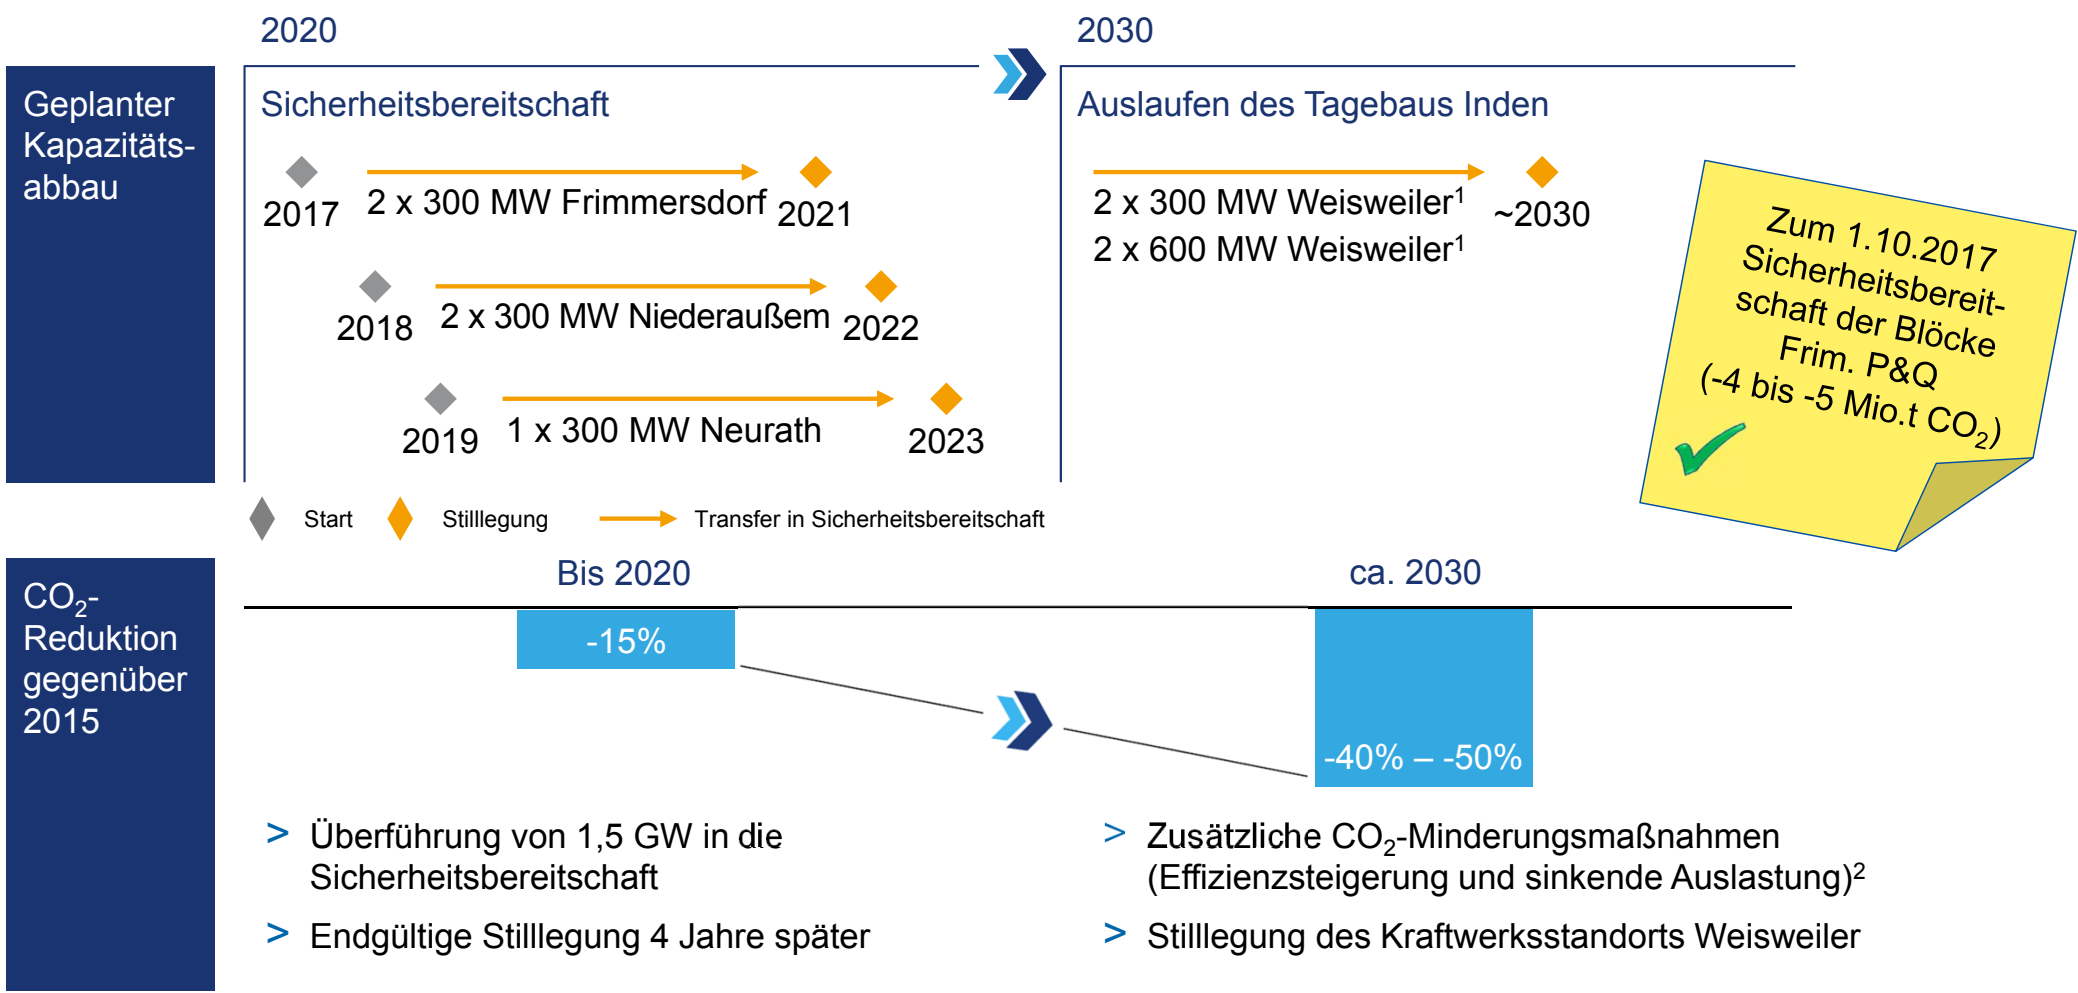 2020
2030
Geplanter
Kapazitäts-
abbau
Sicherheitsbereitschaft
2017
2 x 300 MW Frimmersdorf
2021
2018
2 x 300 MW Niederaußem
2022
2019
1 x 300 MW Neurath
2023
Auslaufen des Tagebaus Inden
2 x 300 MW Weisweiler¹
2 x 600 MW Weisweiler¹
~2030
Zum 1.10.2017
Sicherheitsbereit-
schaft der Blöcke
Frim. P&Q
(-4 bis -5 Mio.t CO₂)
Start
Stilllegung
Transfer in Sicherheitsbereitschaft
CO₂-
Reduktion
gegenüber
2015
Bis 2020
ca. 2030
-15%
-40% – -50%
> Überführung von 1,5 GW in die
Sicherheitsbereitschaft
> Endgültige Stilllegung 4 Jahre später
> Zusätzliche CO₂-Minderungsmaßnahmen
(Effizienzsteigerung und sinkende Auslastung)²
> Stilllegung des Kraftwerksstandorts Weisweiler